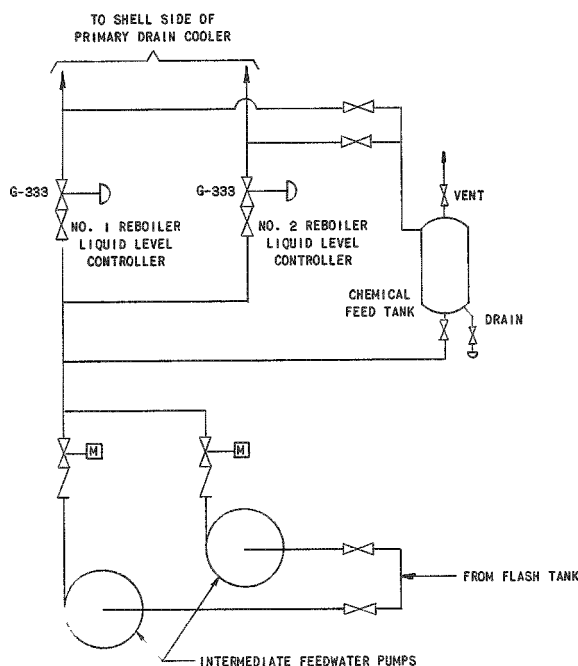 TO SHELL SIDE OF
PRIMARY DRAIN COOLER
G-333
G-333
VENT
NO. 1 REBOILER
LIQUID LEVEL
CONTROLLER
NO. 2 REBOILER
LIQUID LEVEL
CONTROLLER
CHEMICAL
FEED TANK
DRAIN
M
M
FROM FLASH TANK
INTERMEDIATE FEEDWATER PUMPS